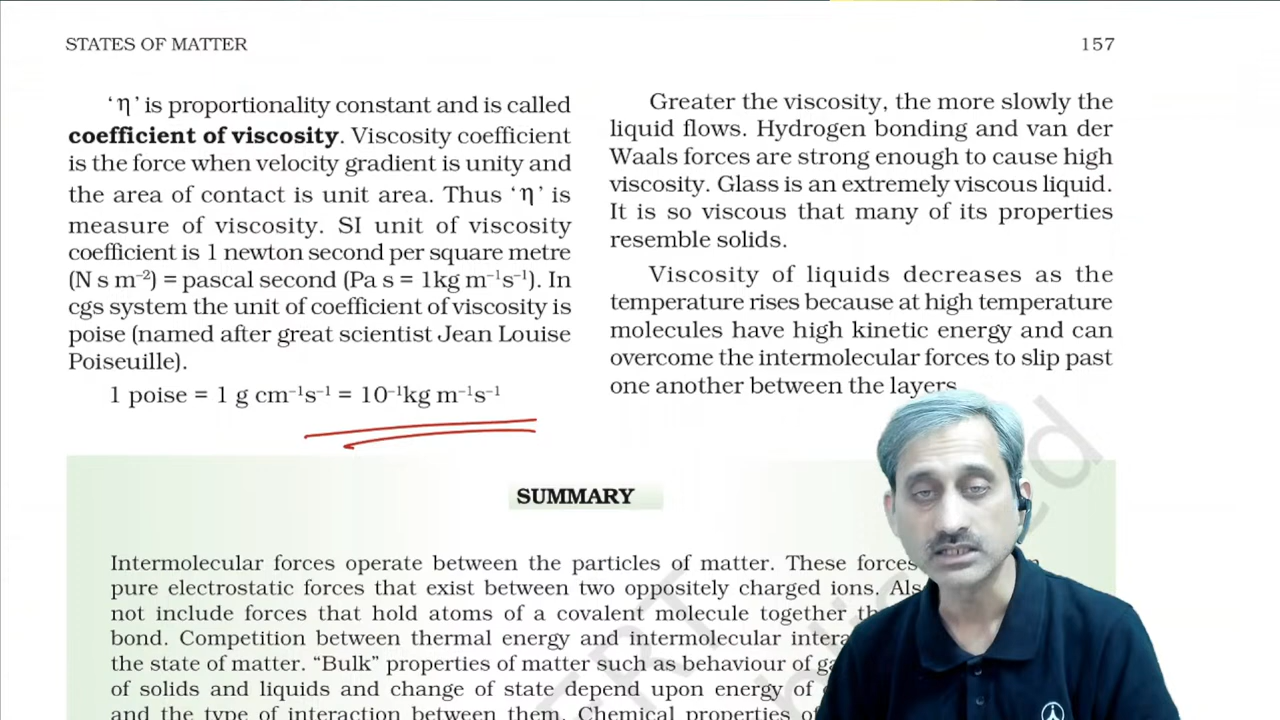 STATES OF MATTER
157
‘η’ is proportionality constant and is called
coefficient of viscosity. Viscosity coefficient
is the force when velocity gradient is unity and
the area of contact is unit area. Thus ‘η’ is
measure of viscosity. SI unit of viscosity
coefficient is 1 newton second per square metre
(N s m⁻²) = pascal second (Pa s = 1kg m⁻¹s⁻¹). In
cgs system the unit of coefficient of viscosity is
poise (named after great scientist Jean Louise
Poiseuille).
1 poise = 1 g cm⁻¹s⁻¹ = 10⁻¹kg m⁻¹s⁻¹
Greater the viscosity, the more slowly the
liquid flows. Hydrogen bonding and van der
Waals forces are strong enough to cause high
viscosity. Glass is an extremely viscous liquid.
It is so viscous that many of its properties
resemble solids.
Viscosity of liquids decreases as the
temperature rises because at high temperature
molecules have high kinetic energy and can
overcome the intermolecular forces to slip past
one another between the layers
SUMMARY
Intermolecular forces operate between the particles of matter. These forces
pure electrostatic forces that exist between two oppositely charged ions.
not include forces that hold atoms of a covalent molecule together
bond. Competition between thermal energy and intermolecular
the state of matter. “Bulk” properties of matter such as behaviour of
of solids and liquids and change of state depend upon energy of
and the type of interaction between them. Chemical properties